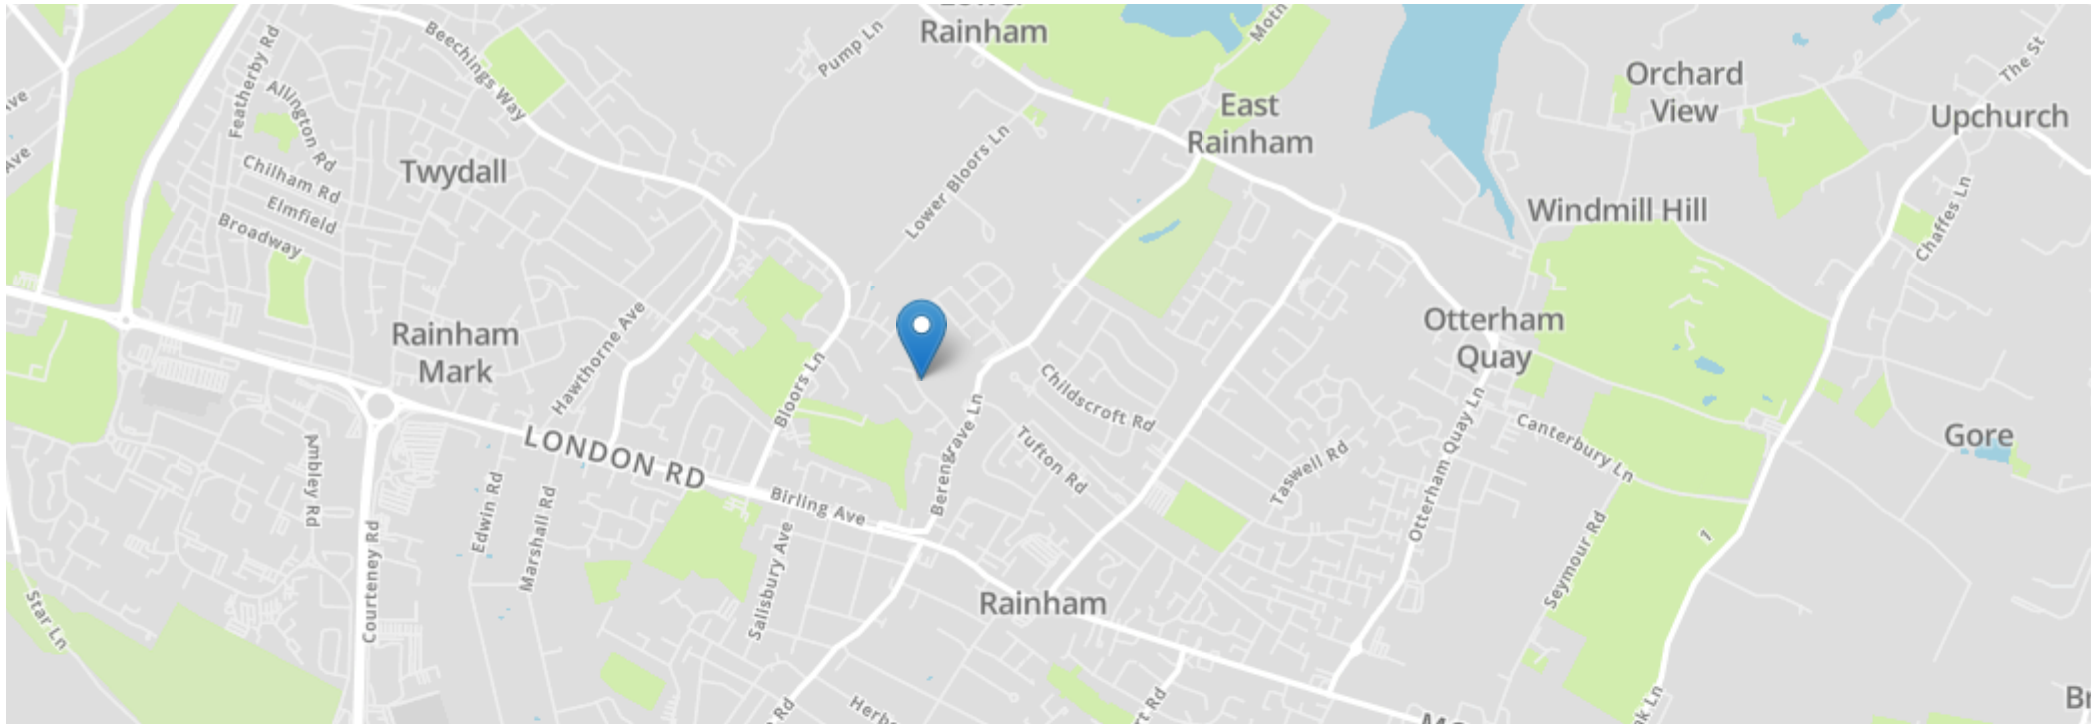 Rainham
Pump Ln
Beechings Way
Featherby Rd
Allington Rd
Orchard
View
The St
East
Rainham
Upchurch
Lower Bloors Ln
Twydall
Chilham Rd
Elmfield
Broadway
Windmill Hill
Chaffes Ln
Rainham
Mark
Hawthorne Ave
Otterham
Quay
Bloors Ln
Childscroft Rd
Berengrave Ln
Tufton Rd
Otterham Quay Ln
Canterbury Ln
Gore
LONDON RD
Birling Ave
Taswell Rd
Ambley Rd
Edwin Rd
Marshall Rd
Courteney Rd
Salisbury Ave
Seymour Rd
1
Star Ln
Rainham